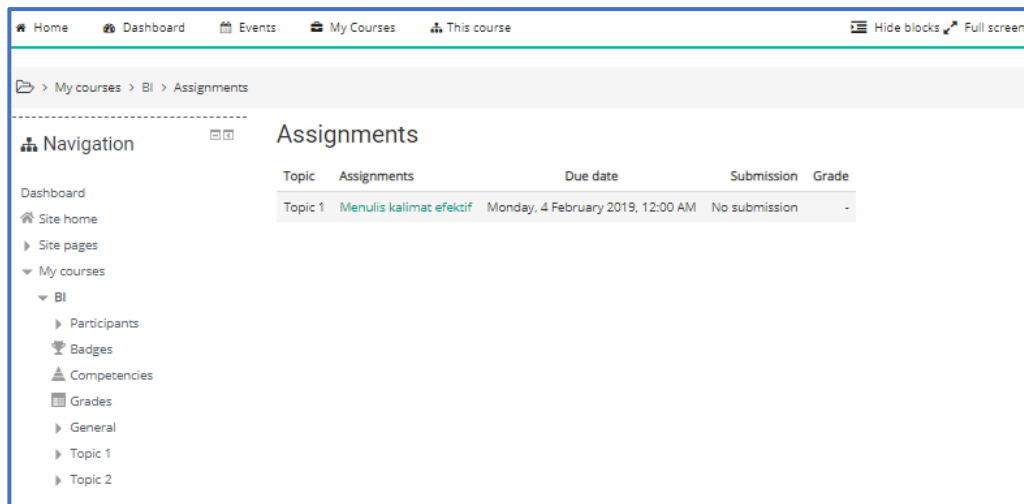 Home Dashboard Events My Courses This course Hide blocks Full screen
> My courses > BI > Assignments
Navigation
Dashboard
Site home
Site pages
My courses
BI
Participants
Badges
Competencies
Grades
General
Topic 1
Topic 2
Assignments
Topic Assignments Due date Submission Grade
Topic 1 Menulis kalimat efektif Monday, 4 February 2019, 12:00 AM No submission -